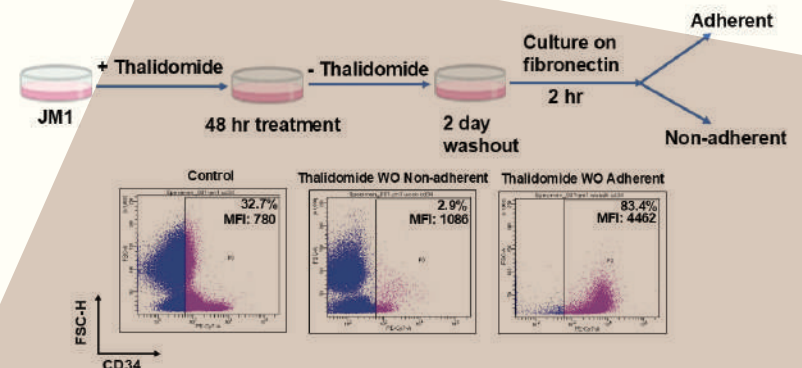 Adherent
+ Thalidomide
- Thalidomide
Culture on
fibronectin
2 hr
JM1
48 hr treatment
2 day
washout
Non-adherent
Control
Thalidomide WO Non-adherent
Thalidomide WO Adherent
32.7%
MFI: 780
2.9%
MFI: 1086
83.4%
MFI: 4462
FSC-H
CD34